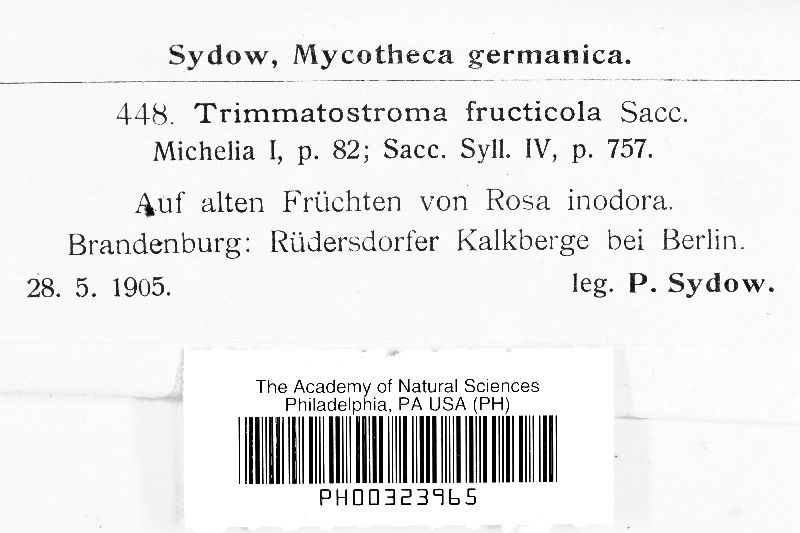 Sydow, Mycotheca germanica.
448. Trimmatostroma fructicola Sacc.
Michelia I, p. 82; Sacc. Syll. IV, p. 757.
Auf alten Früchten von Rosa inodora.
Brandenburg: Rüdersdorfer Kalkberge bei Berlin.
28. 5. 1905. leg. P. Sydow.
The Academy of Natural Sciences
Philadelphia, PA USA (PH)
PH00323965